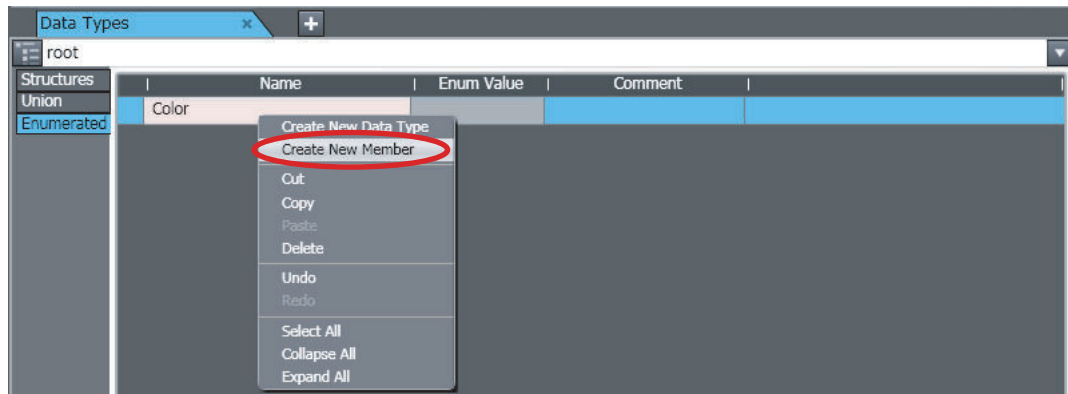 Data Types × +
root
Structures
Union
Enumerated
Name Enum Value Comment
Color
Create New Data Type
Create New Member
Cut
Copy
Paste
Delete
Undo
Redo
Select All
Collapse All
Expand All